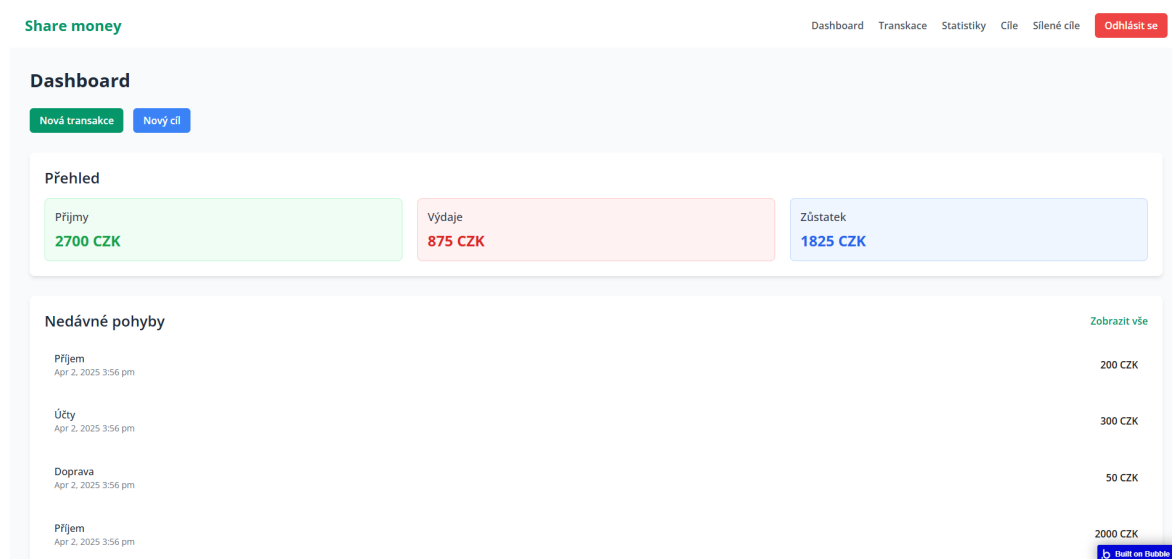 Share money
Dashboard Transkace Statistiky Cíle Sílené cíle Odhlásit se
Dashboard
Nová transakce Nový cíl
Přehled
Přijmy Výdaje Zůstatek
2700 CZK 875 CZK 1825 CZK
Nedávné pohyby Zobrazit vše
Příjem
Apr 2, 2025 3:56 pm
200 CZK
Účty
Apr 2, 2025 3:56 pm
300 CZK
Doprava
Apr 2, 2025 3:56 pm
50 CZK
Příjem
Apr 2, 2025 3:56 pm
2000 CZK
Built on Bubble